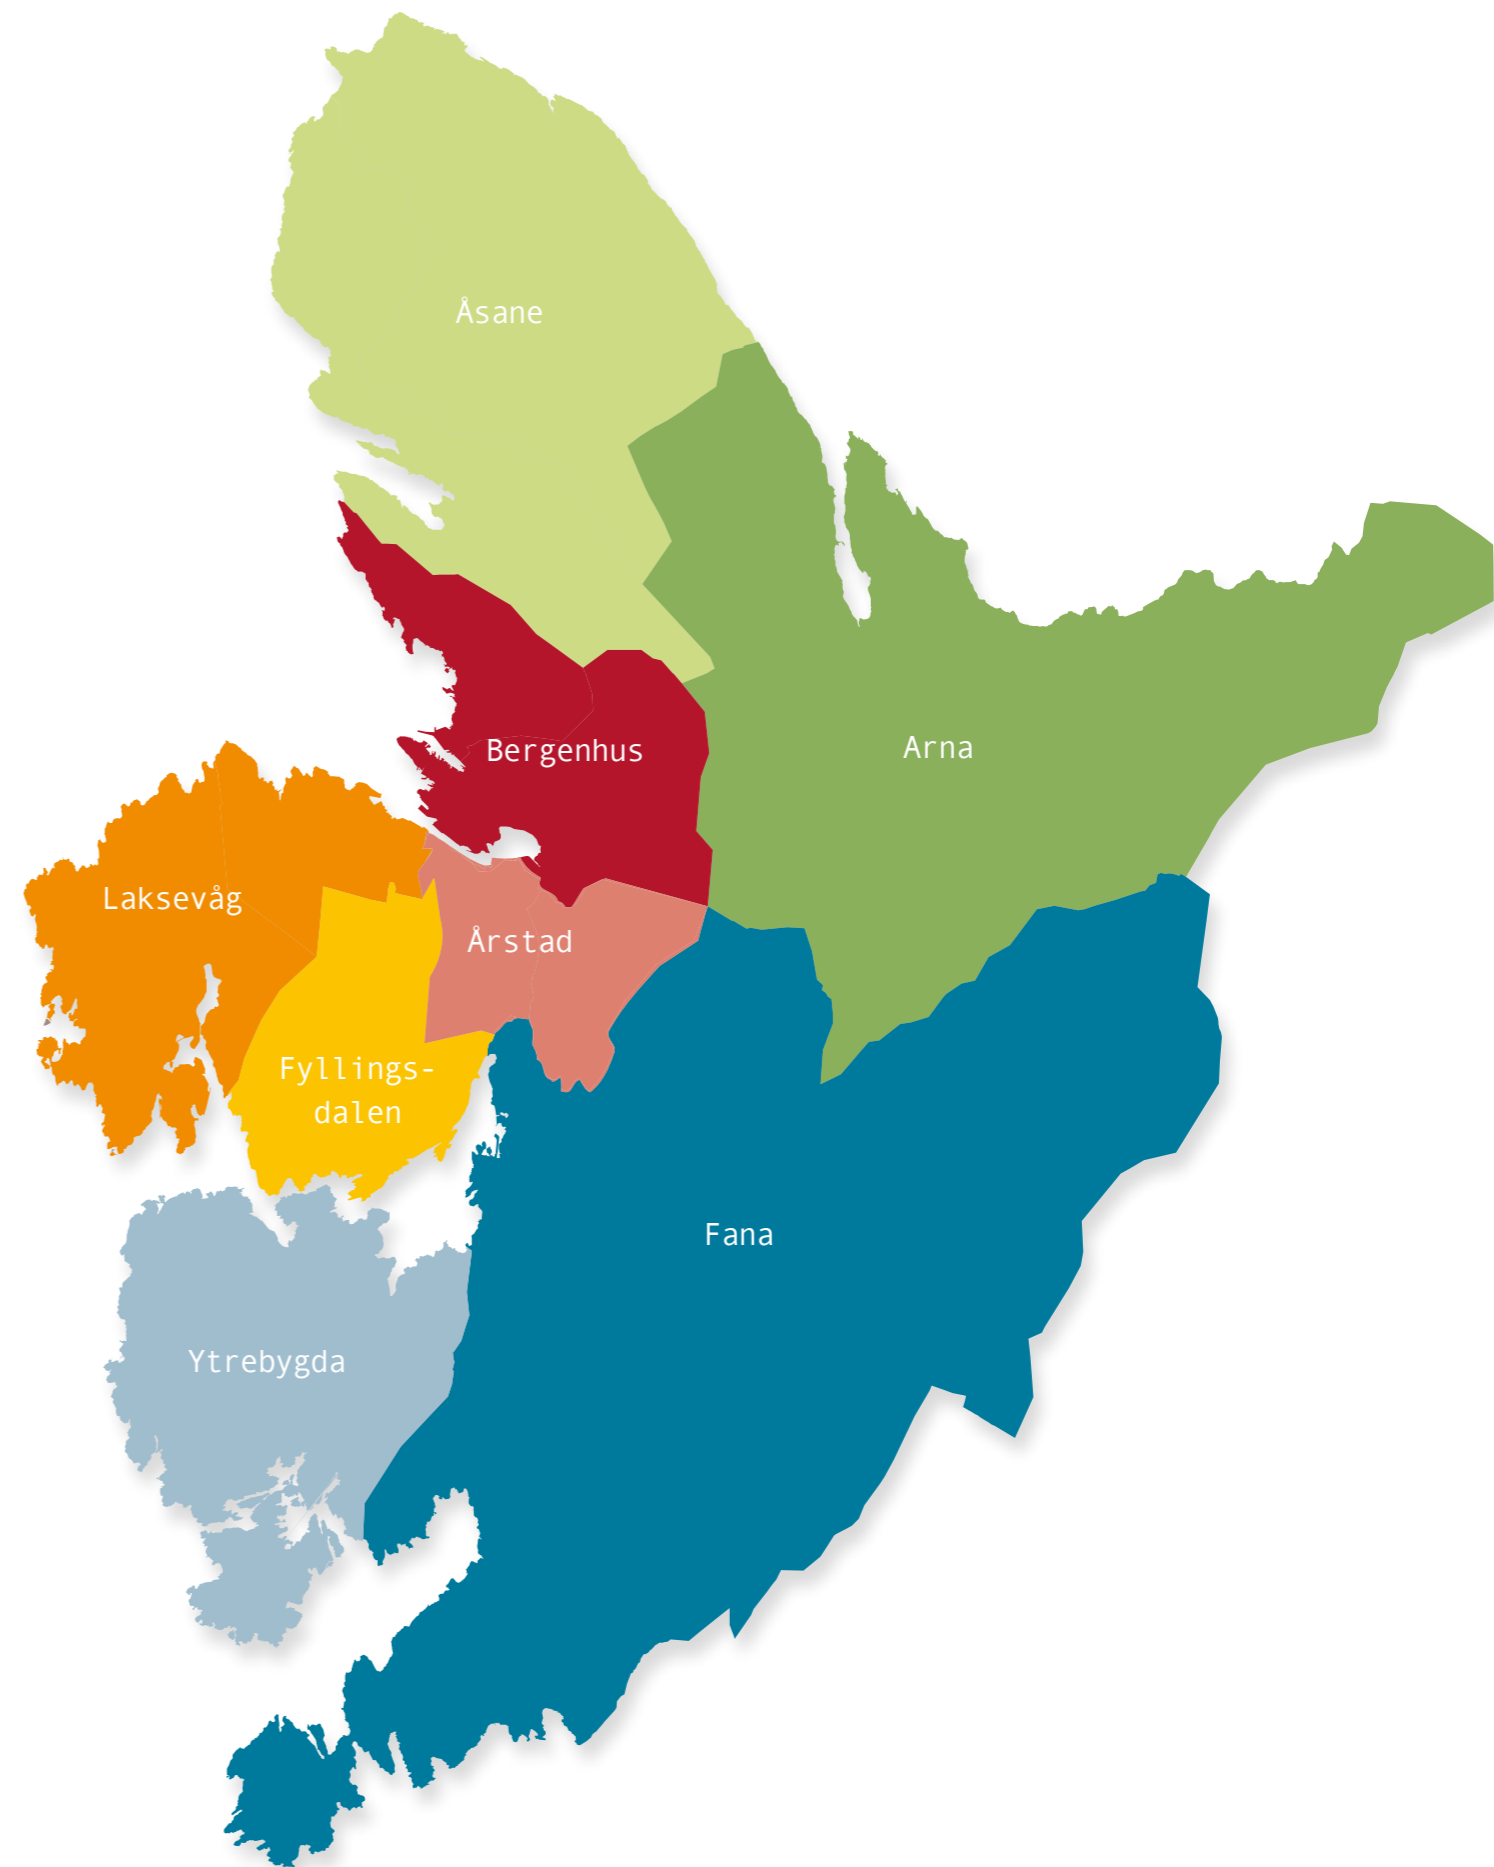 Åsane
Bergenhus
Arna
Laksevåg
Årstad
Fyllings-
dalen
Fana
Ytrebygda